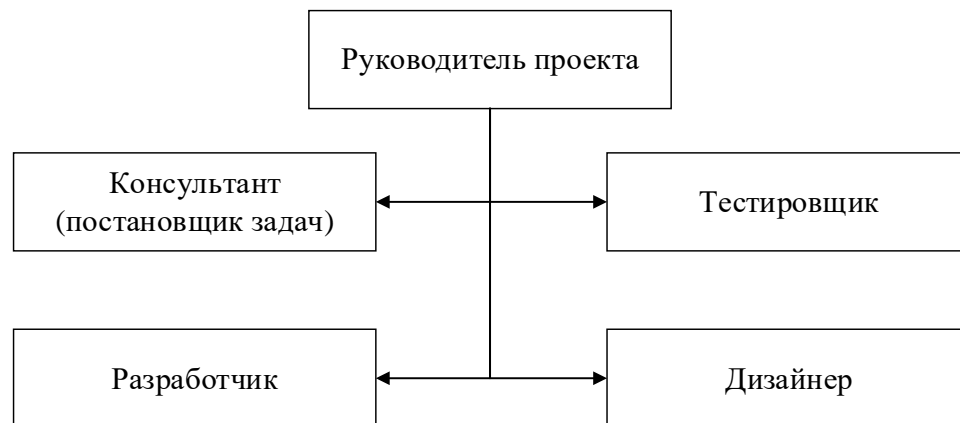 Руководитель проекта
Консультант
(постановщик задач)
Тестировщик
Разработчик
Дизайнер